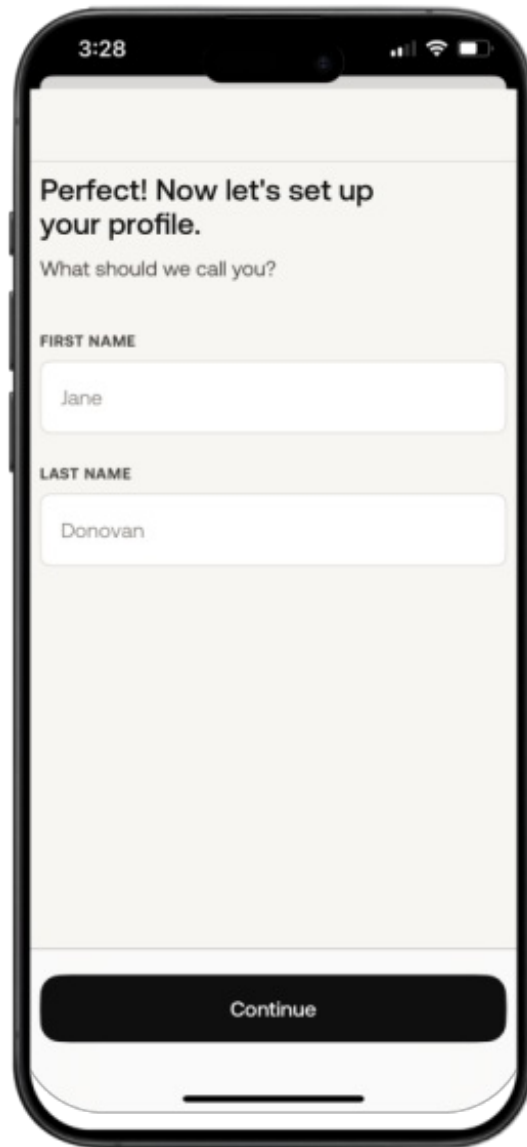 3:28
Perfect! Now let's set up
your profile.
What should we call you?
FIRST NAME
Jane
LAST NAME
Donovan
Continue